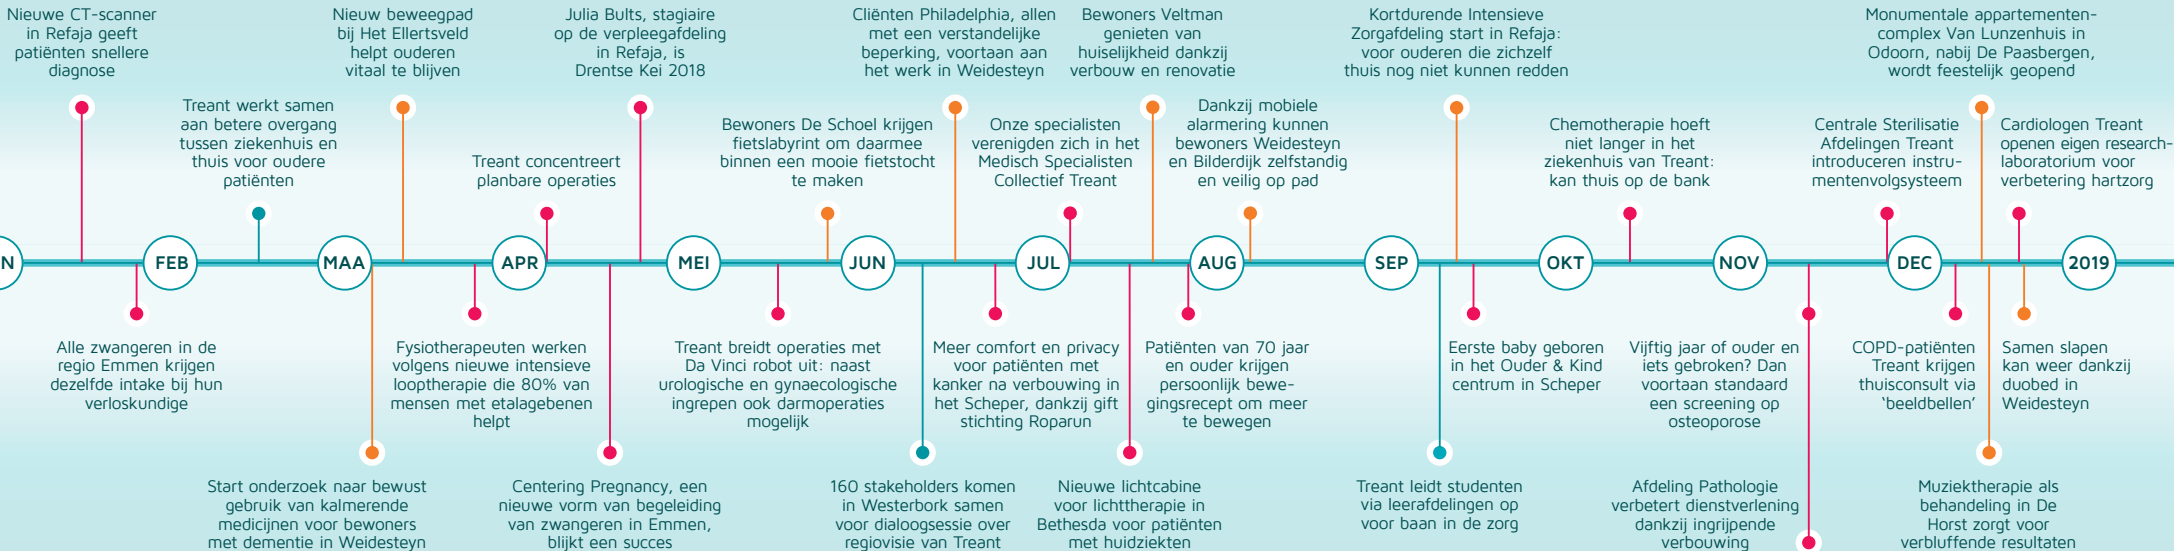 Nieuwe CT-scanner
in Refaja geeft
patiënten snellere
diagnose
Treant werkt samen
aan betere overgang
tussen ziekenhuis en
thuis voor oudere
patiënten
Nieuw beweegpad
bij Het Ellertsveld
helpt ouderen
vitaal te blijven
Treant concentreert
planbare operaties
Julia Bults, stagiaire
op de verpleegafdeling
in Refaja, is
Drentse Kei 2018
Bewoners De Schoel krijgen
fietslabyrint om daarmee
binnen een mooie fietstocht
te maken
Cliënten Philadelphia, allen
met een verstandelijke
beperking, voortaan aan
het werk in Weidesteyn
Onze specialisten
verenigden zich in het
Medisch Specialisten
Collectief Treant
Bewoners Veltman
genieten van
huiselijkheid dankzij
verbouw en renovatie
Dankzij mobiele
alarmering kunnen
bewoners Weidesteyn
en Bilderdijk zelfstandig
en veilig op pad
Kortdurende Intensieve
Zorgafdeling start in Refaja:
voor ouderen die zichzelf
thuis nog niet kunnen redden
Chemotherapie hoeft
niet langer in het
ziekenhuis van Treant:
kan thuis op de bank
Centrale Sterilisatie
Afdelingen Treant
introduceren instru-
mentenvolgsysteem
Monumentale appartementen-
complex Van Lunzenhuis in
Odoorn, nabij De Paasbergen,
wordt feestelijk geopend
Cardiologen Treant
openen eigen research-
laboratorium voor
verbetering hartzorg
N
FEB
MAA
APR
MEI
JUN
JUL
AUG
SEP
OKT
NOV
DEC
2019
Alle zwangeren in de
regio Emmen krijgen
dezelfde intake bij hun
verloskundige
Start onderzoek naar bewust
gebruik van kalmerende
medicijnen voor bewoners
met dementie in Weidesteyn
Fysiotherapeuten werken
volgens nieuwe intensieve
looptherapie die 80% van
mensen met etalagebenen
helpt
Centering Pregnancy, een
nieuwe vorm van begeleiding
van zwangeren in Emmen,
blijkt een succes
Treant breidt operaties met
Da Vinci robot uit: naast
urologische en gynaecologische
ingrepen ook darmoperaties
mogelijk
160 stakeholders komen
in Westerbork samen
voor dialoogsessie over
regiovisie van Treant
Meer comfort en privacy
voor patiënten met
kanker na verbouwing in
het Scheper, dankzij gift
stichting Roparun
Nieuwe lichtcabine
voor lichttherapie in
Bethesda voor patiënten
met huidziekten
Patiënten van 70 jaar
en ouder krijgen
persoonlijk bewe-
gingsrecept om meer
te bewegen
Treant leidt studenten
via leerafdelingen op
voor baan in de zorg
Eerste baby geboren
in het Ouder & Kind
centrum in Scheper
Vijftig jaar of ouder en
iets gebroken? Dan
voortaan standaard
een screening op
osteoporose
Afdeling Pathologie
verbetert dienstverlening
dankzij ingrijpende
verbouwing
COPD-patiënten
Treant krijgen
thuisconsult via
‘beeldbellen’
Muziektherapie als
behandeling in De
Horst zorgt voor
verbluffende resultaten
Samen slapen
kan weer dankzij
duobed in
Weidesteyn